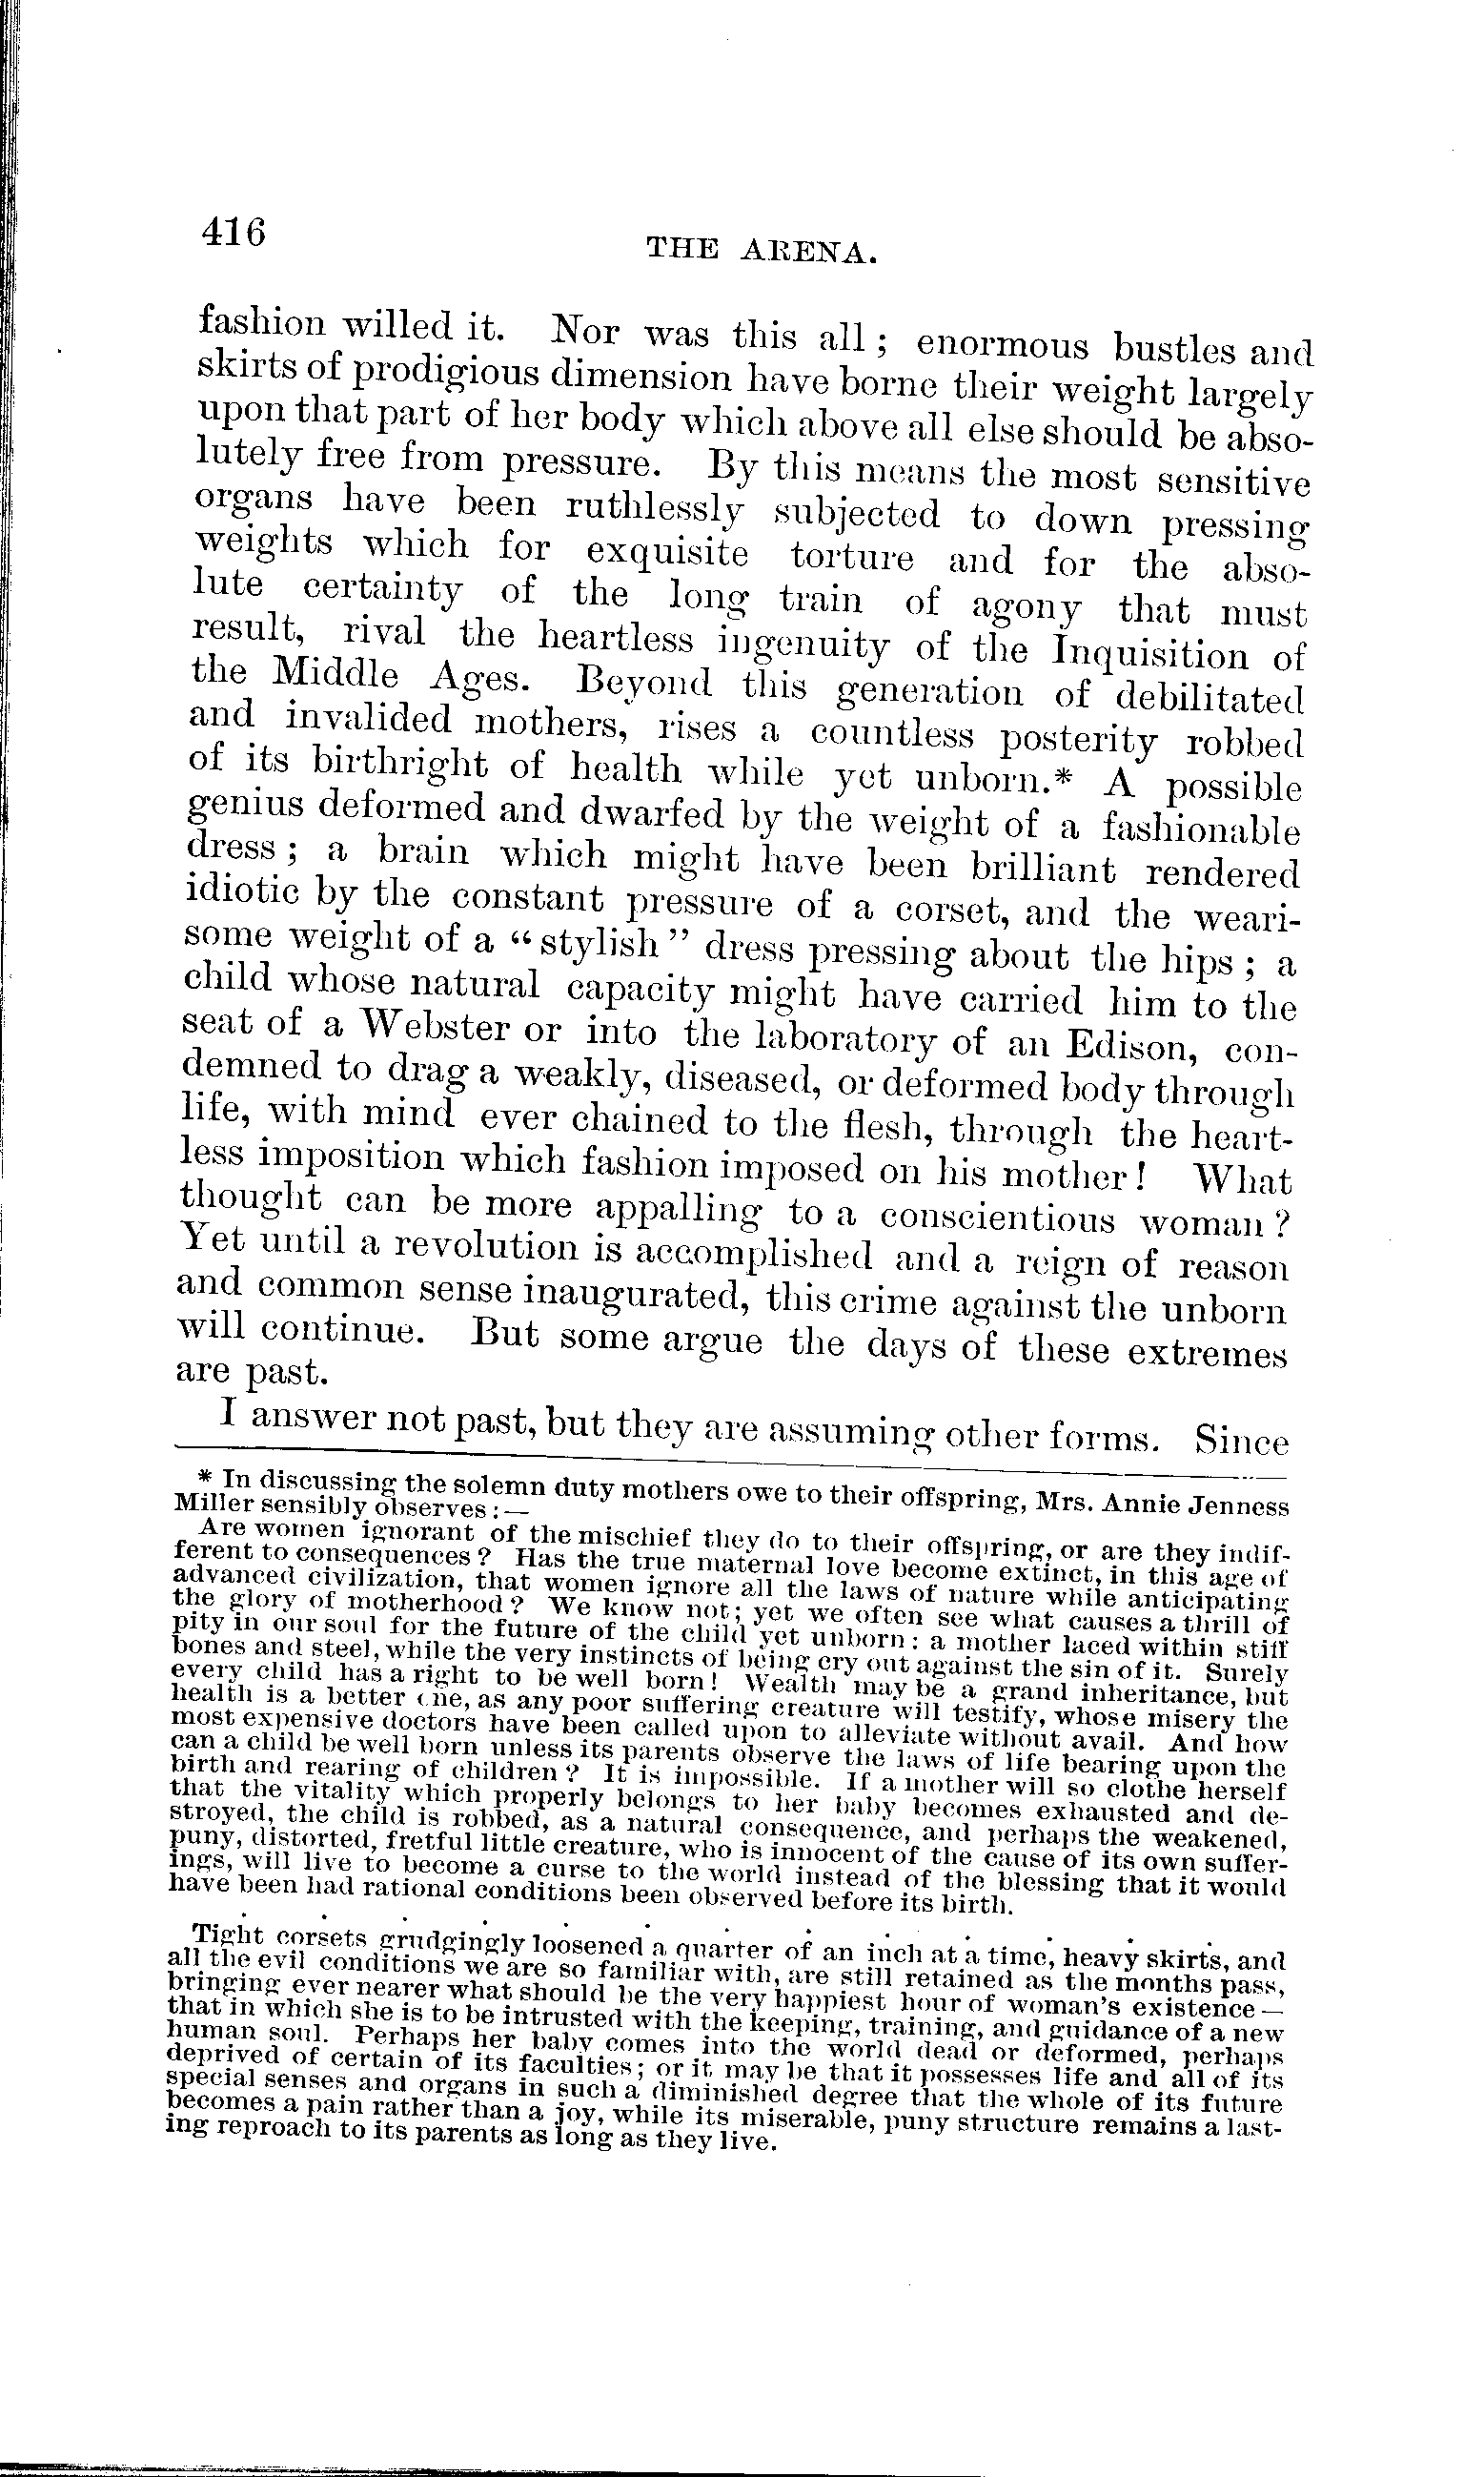 416
THE ARENA.
fashion willed it. Nor was this all; enormous bustles and
skirts of prodigious dimension have borne their weight largely
upon that part of her body which above all else should be abso-
lutely free from pressure. By this means the most sensitive
organs have been ruthlessly subjected to down pressing
weights which for exquisite torture and for the abso-
lute certainty of the long train of agony that must
result, rival the heartless ingenuity of the Inquisition of
the Middle Ages. Beyond this generation of debilitated
and invalided mothers, rises a countless posterity robbed
of its birthright of health while yet unborn.* A possible
genius deformed and dwarfed by the weight of a fashionable
dress; a brain which might have been brilliant rendered
idiotic by the constant pressure of a corset, and the weari-
some weight of a “stylish” dress pressing about the hips; a
child whose natural capacity might have carried him to the
seat of a Webster or into the laboratory of an Edison, con-
demned to drag a weakly, diseased, or deformed body through
life, with mind ever chained to the flesh, through the heart-
less imposition which fashion imposed on his mother! What
thought can be more appalling to a conscientious woman?
Yet until a revolution is accomplished and a reign of reason
and common sense inaugurated, this crime against the unborn
will continue. But some argue the days of these extremes
are past.
I answer not past, but they are assuming other forms. Since
* In discussing the solemn duty mothers owe to their offspring, Mrs. Annie Jenness
Miller sensibly observes:—
Are women ignorant of the mischief they do to their offspring, or are they indif-
ferent to consequences? Has the true maternal love become extinct, in this age of
advanced civilization, that women ignore all the laws of nature while anticipating
the glory of motherhood? We know not; yet we often see what causes a thrill of
pity in our soul for the future of the child yet unborn: a mother laced within stiff
bones and steel, while the very instincts of being cry out against the sin of it. Surely
every child has a right to be well born! Wealth may be a grand inheritance, but
health is a better one, as any poor suffering creature will testify, whose misery the
most expensive doctors have been called upon to alleviate without avail. And how
can a child be well born unless its parents observe the laws of life bearing upon the
birth and rearing of children? It is impossible. If a mother will so clothe herself
that the vitality which properly belongs to her baby becomes exhausted and de-
stroyed, the child is robbed, as a natural consequence, and perhaps the weakened,
puny, distorted, fretful little creature, who is innocent of the cause of its own suffer-
ings, will live to become a curse to the world instead of the blessing that it would
have been had rational conditions been observed before its birth.
. . . . . . . . .
Tight corsets grudgingly loosened a quarter of an inch at a time, heavy skirts, and
all the evil conditions we are so familiar with, are still retained as the months pass,
bringing ever nearer what should be the very happiest hour of woman's existence—
that in which she is to be intrusted with the keeping, training, and guidance of a new
human soul. Perhaps her baby comes into the world dead or deformed, perhaps
deprived of certain of its faculties; or it may be that it possesses life and all of its
special senses and organs in such a diminished degree that the whole of its future
becomes a pain rather than a joy, while its miserable, puny structure remains a last-
ing reproach to its parents as long as they live.